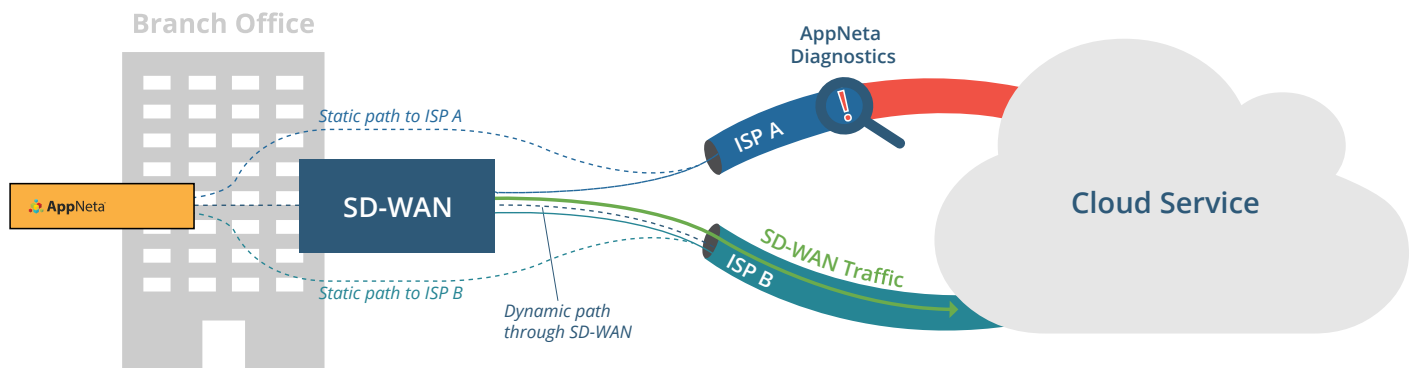 Branch Office
AppNeta
Diagnostics
Static path to ISP A
ISP A
AppNeta
SD-WAN
Cloud Service
SD-WAN Traffic
ISP B
Static path to ISP B
Dynamic path
through SD-WAN